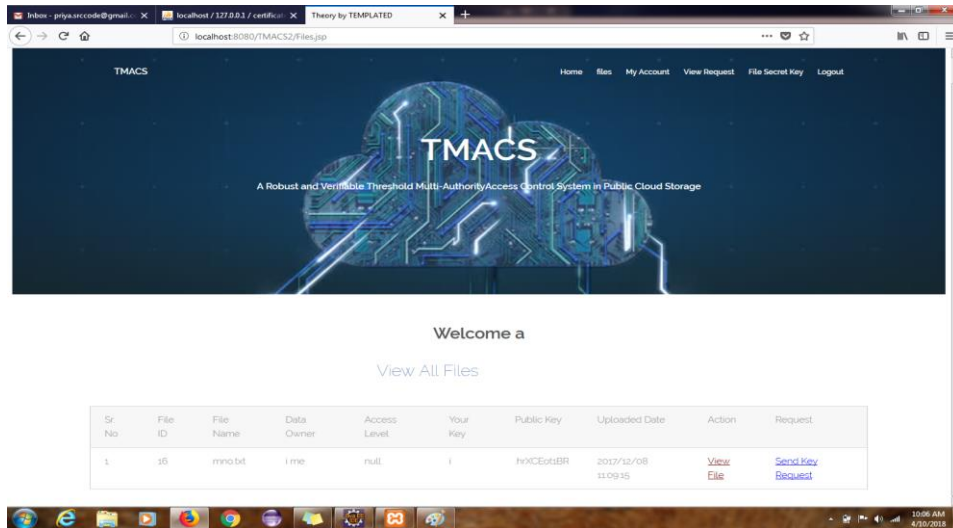 Inbox - priya.srccode@gmail.c
localhost / 127.0.0.1 / certificat
Theory by TEMPLATED
localhost:8080/TMACS2/Files.jsp
TMACS
Home files My Account View Request File Secret Key Logout
TMACS
A Robust and Verifiable Threshold Multi-AuthorityAccess Control System in Public Cloud Storage
Welcome a
View All Files
Sr. No File ID File Name Data Owner Access Level Your Key Public Key Uploaded Date Action Request
1 16 mno.txt i me null i 2017/12/08 11:09:15 View File Send Key Request
10:06 AM
4/10/2018